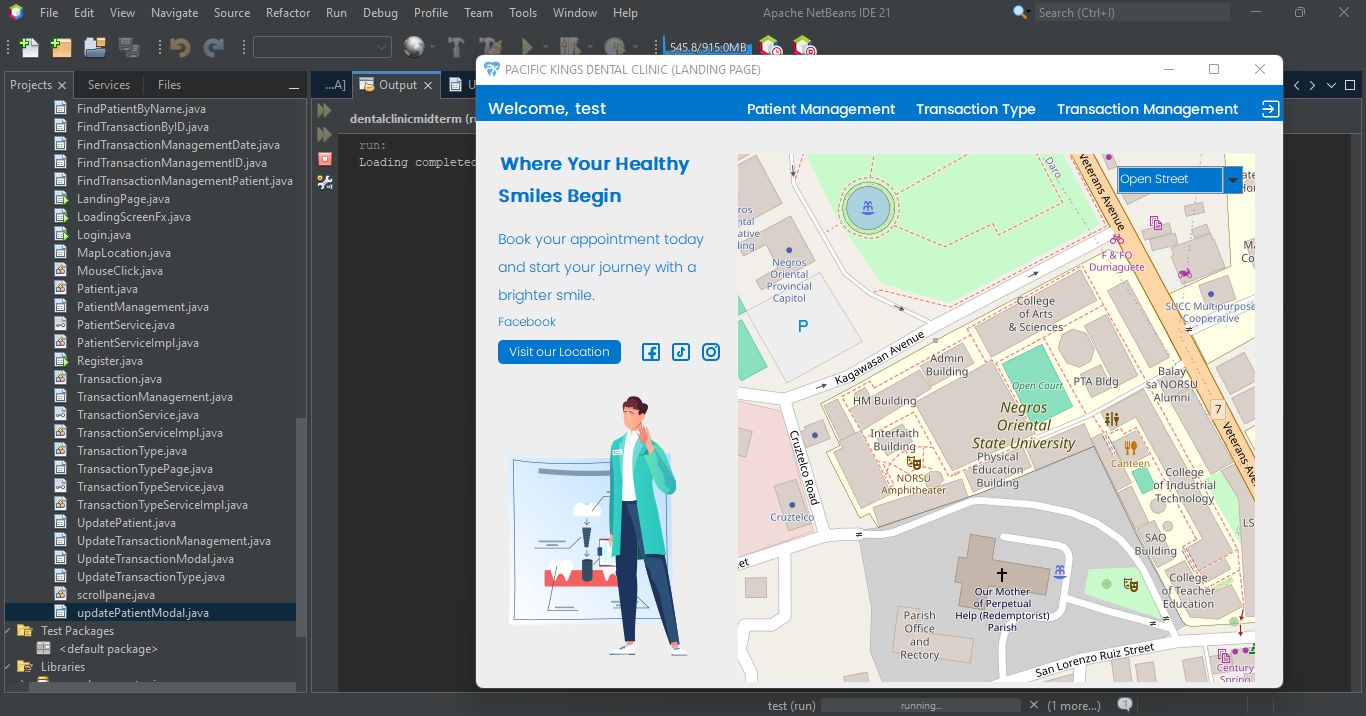 File Edit View Navigate Source Refactor Run Debug Profile Team Tools Window Help
Apache NetBeans IDE 21
Search (Ctrl+I)
545.8/915.0MB
Projects
Services
Files
...A]
Output
U
FindPatientByName.java
FindTransactionByID.java
FindTransactionManagementDate.java
FindTransactionManagementID.java
FindTransactionManagementPatient.java
LandingPage.java
LoadingScreenFx.java
Login.java
MapLocation.java
MouseClick.java
Patient.java
PatientManagement.java
PatientService.java
PatientServiceImpl.java
Register.java
Transaction.java
TransactionManagement.java
TransactionService.java
TransactionServiceImpl.java
TransactionType.java
TransactionTypePage.java
TransactionTypeService.java
TransactionTypeServiceImpl.java
UpdatePatient.java
UpdateTransactionManagement.java
UpdateTransactionModal.java
UpdateTransactionType.java
scrollpane.java
updatePatientModal.java
Test Packages
<default package>
Libraries
dentalclinicmidterm (ru
run:
Loading completed
PACIFIC KINGS DENTAL CLINIC (LANDING PAGE)
Welcome, test
Patient Management
Transaction Type
Transaction Management
Where Your Healthy
Smiles Begin
Book your appointment today
and start your journey with a
brighter smile.
Facebook
Visit our Location
Open Street
Daro
Veterans Avenue
F & FO
Dumaguete
Negros
Oriental
Provincial
Capitol
P
SUCC Multipurpose
Cooperative
College
of Arts
& Sciences
Kagawasan Avenue
Admin
Building
Open Court
PTA Bldg
Balay
sa NORSU
Alumni
HM Building
Negros
Oriental
State University
7
Veterans Ave
Interfaith
Building
NORSU
Amphitheater
Physical
Education
Building
Canteen
College
of Industrial
Technology
Cruztelco Road
Cruztelco
LS
SAO
Building
College
of Teacher
Education
Our Mother
of Perpetual
Help (Redemptorist)
Parish
Parish
Office
and
Rectory
San Lorenzo Ruiz Street
Century
Spring
eet
test (run)
running...
(1 more...)
1